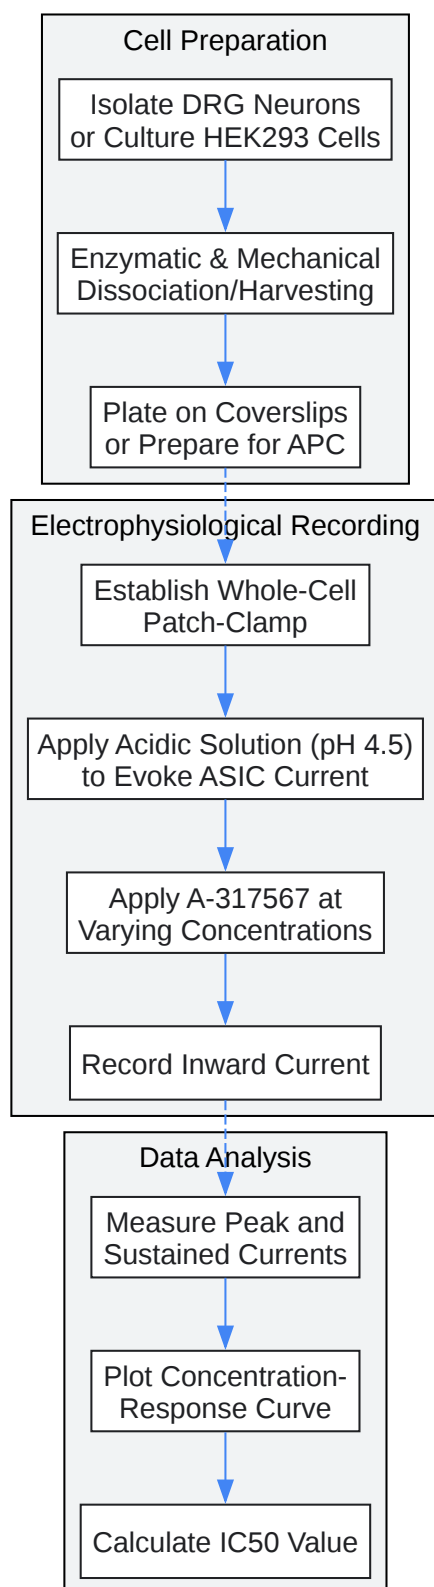 Cell Preparation
Isolate DRG Neurons
or Culture HEK293 Cells
Enzymatic & Mechanical
Dissociation/Harvesting
Plate on Coverslips
or Prepare for APC
Electrophysiological Recording
Establish Whole-Cell
Patch-Clamp
Apply Acidic Solution (pH 4.5)
to Evoke ASIC Current
Apply A-317567 at
Varying Concentrations
Record Inward Current
Data Analysis
Measure Peak and
Sustained Currents
Plot Concentration-
Response Curve
Calculate IC50 Value